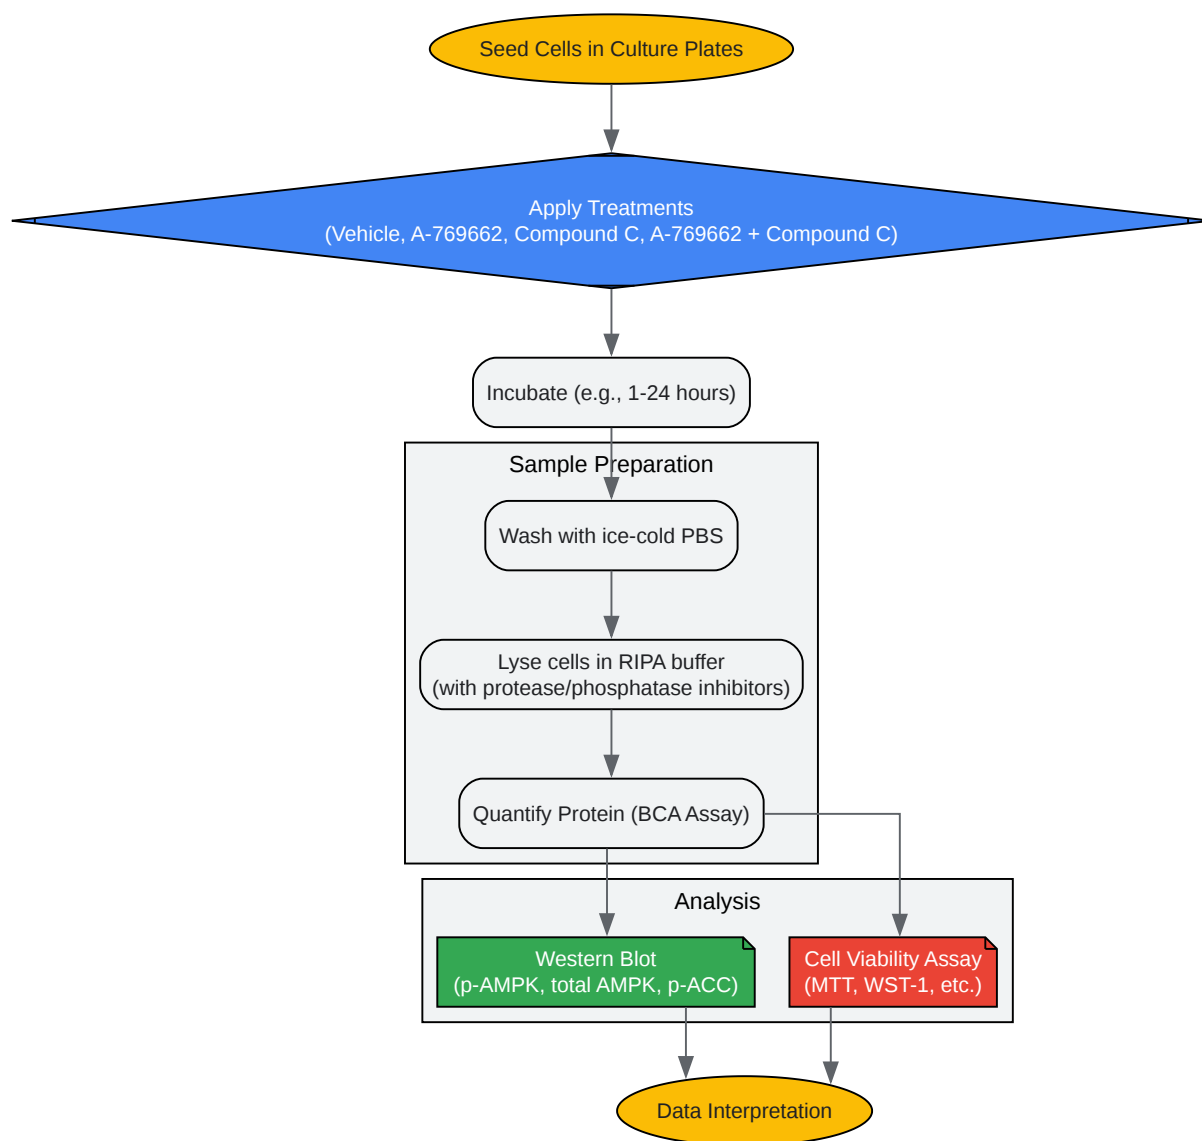 Seed Cells in Culture Plates
Apply Treatments
(Vehicle, A-769662, Compound C, A-769662 + Compound C)
Incubate (e.g., 1-24 hours)
Sample Preparation
Wash with ice-cold PBS
Lyse cells in RIPA buffer
(with protease/phosphatase inhibitors)
Quantify Protein (BCA Assay)
Analysis
Western Blot
(p-AMPK, total AMPK, p-ACC)
Cell Viability Assay
(MTT, WST-1, etc.)
Data Interpretation